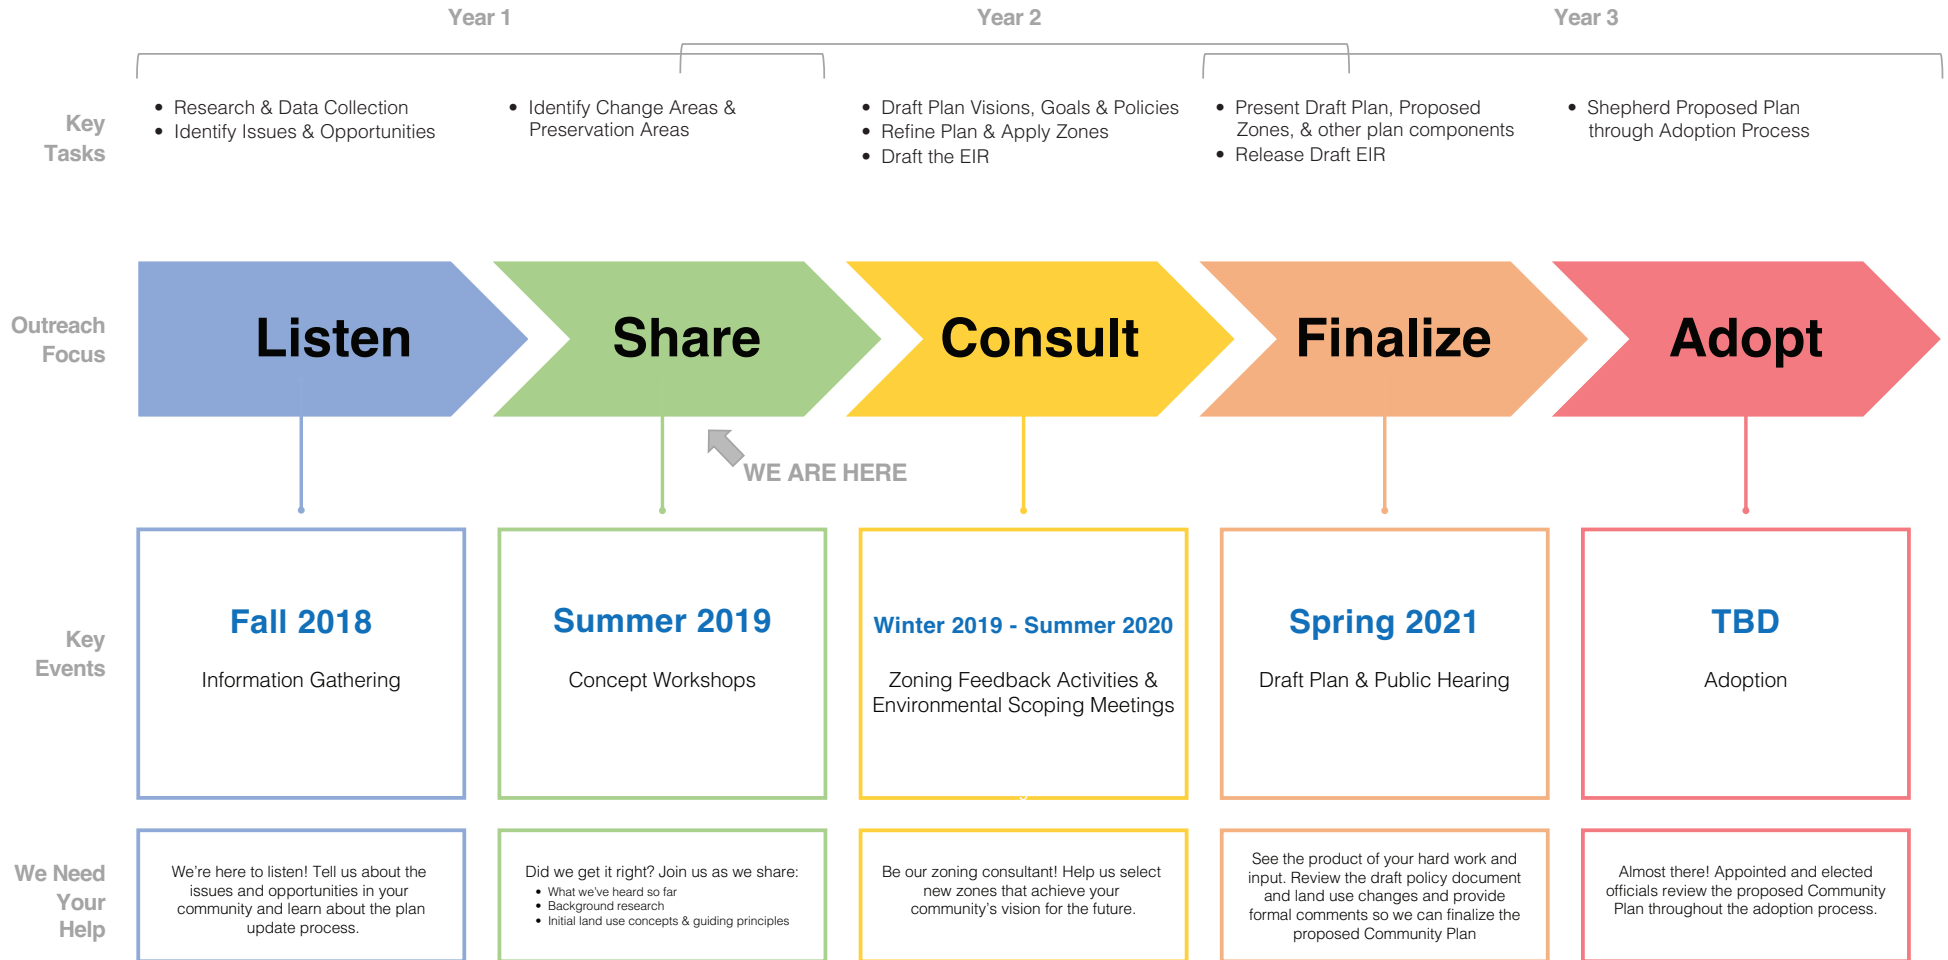 Year 1
Year 2
Year 3
Key
Tasks
• Research & Data Collection
• Identify Issues & Opportunities
• Identify Change Areas &
Preservation Areas
• Draft Plan Visions, Goals & Policies
• Refine Plan & Apply Zones
• Draft the EIR
• Present Draft Plan, Proposed
Zones, & other plan components
• Release Draft EIR
• Shepherd Proposed Plan
through Adoption Process
Outreach
Focus
Listen
Share
Consult
Finalize
Adopt
WE ARE HERE
Key
Events
Fall 2018
Information Gathering
Summer 2019
Concept Workshops
Winter 2019 - Summer 2020
Zoning Feedback Activities &
Environmental Scoping Meetings
Spring 2021
Draft Plan & Public Hearing
TBD
Adoption
We Need
Your
Help
We're here to listen! Tell us about the
issues and opportunities in your
community and learn about the plan
update process.
Did we get it right? Join us as we share:
• What we've heard so far
• Background research
• Initial land use concepts & guiding principles
Be our zoning consultant! Help us select
new zones that achieve your
community's vision for the future.
See the product of your hard work and
input. Review the draft policy document
and land use changes and provide
formal comments so we can finalize the
proposed Community Plan
Almost there! Appointed and elected
officials review the proposed Community
Plan throughout the adoption process.